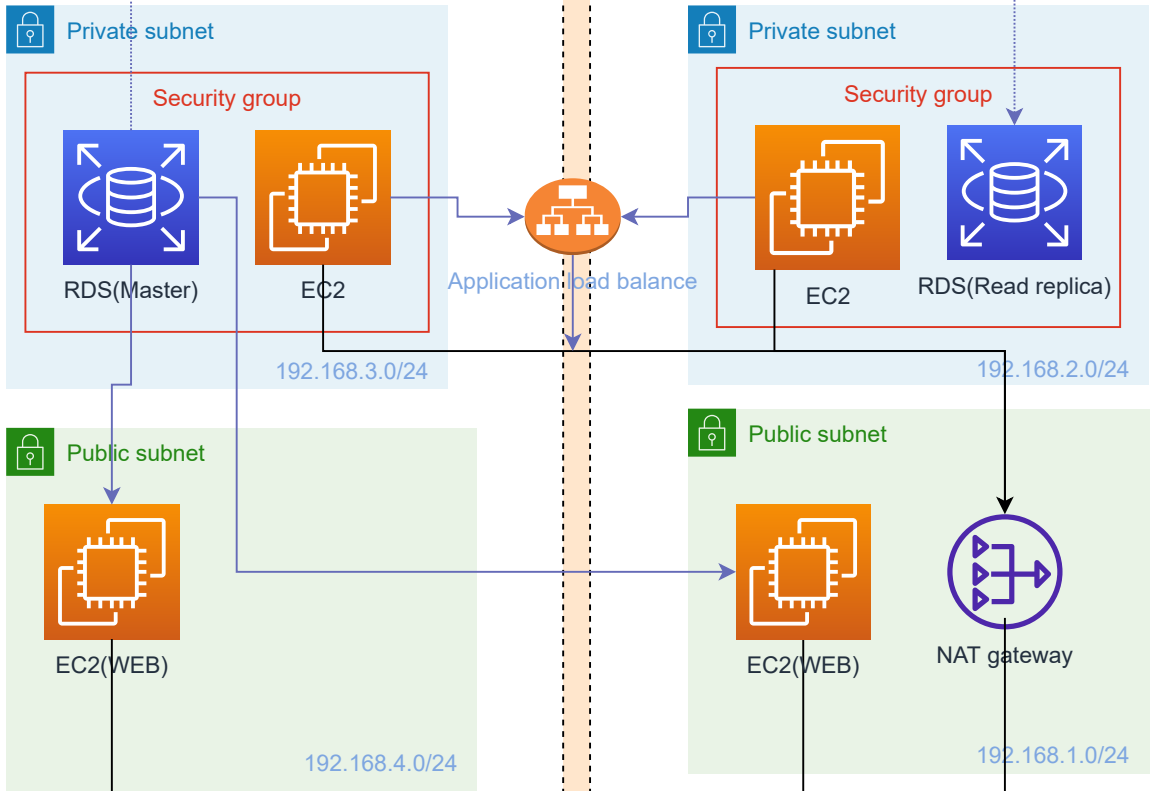 Private subnet
Private subnet
Security group
Security group
RDS(Master)
EC2
Application load balance
EC2
RDS(Read replica)
192.168.3.0/24
192.168.2.0/24
Public subnet
Public subnet
EC2(WEB)
EC2(WEB)
NAT gateway
192.168.4.0/24
192.168.1.0/24